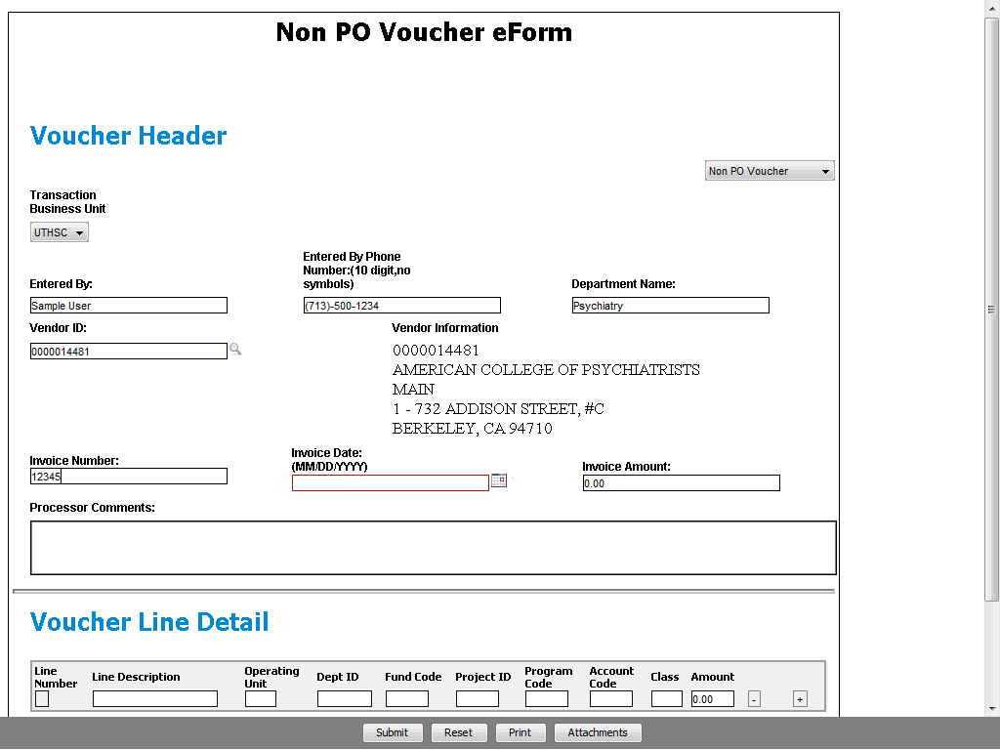 Non PO Voucher eForm
Voucher Header
Non PO Voucher
Transaction
Business Unit
UTHSC
Entered By:
Entered By Phone
Number:(10 digit,no
symbols)
Department Name:
Sample User
(713)-500-1234
Psychiatry
Vendor ID:
Vendor Information
0000014481
0000014481
AMERICAN COLLEGE OF PSYCHIATRISTS
MAIN
1 - 732 ADDISON STREET, #C
BERKELEY, CA 94710
Invoice Number:
Invoice Date:
(MM/DD/YYYY)
Invoice Amount:
12345
0.00
Processor Comments:
Voucher Line Detail
Line
Number
Line Description
Operating
Unit
Dept ID
Fund Code
Project ID
Program
Code
Account
Code
Class
Amount
0.00
-
+
Submit
Reset
Print
Attachments